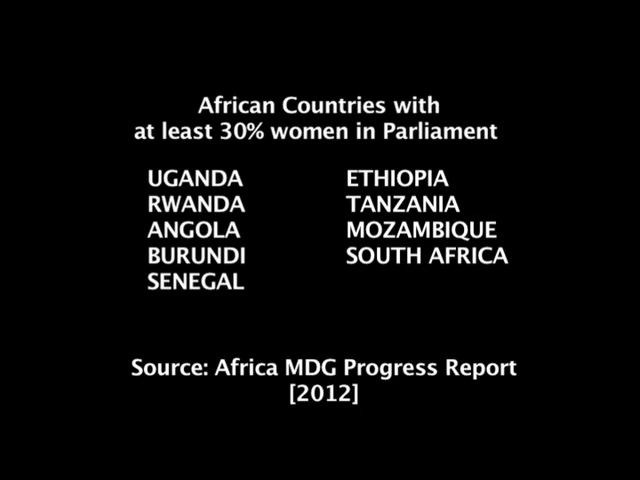 African Countries with
at least 30% women in Parliament
UGANDA
RWANDA
ANGOLA
BURUNDI
SENEGAL
ETHIOPIA
TANZANIA
MOZAMBIQUE
SOUTH AFRICA
Source: Africa MDG Progress Report
[2012]